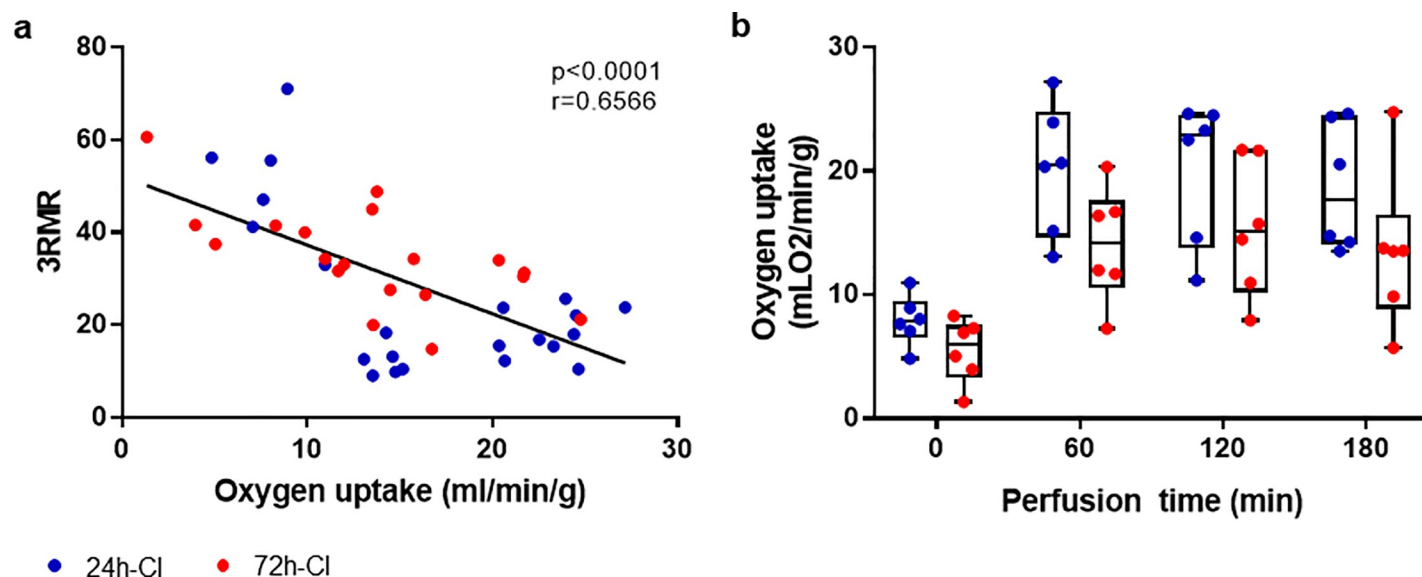 a
80
60
40
20
0
3RMR
p<0.0001
r=0.6566
0 10 20 30
Oxygen uptake (ml/min/g)
24h-CI 72h-CI
b
30
20
10
0
Oxygen uptake
(mLO2/min/g)
0 60 120 180
Perfusion time (min)